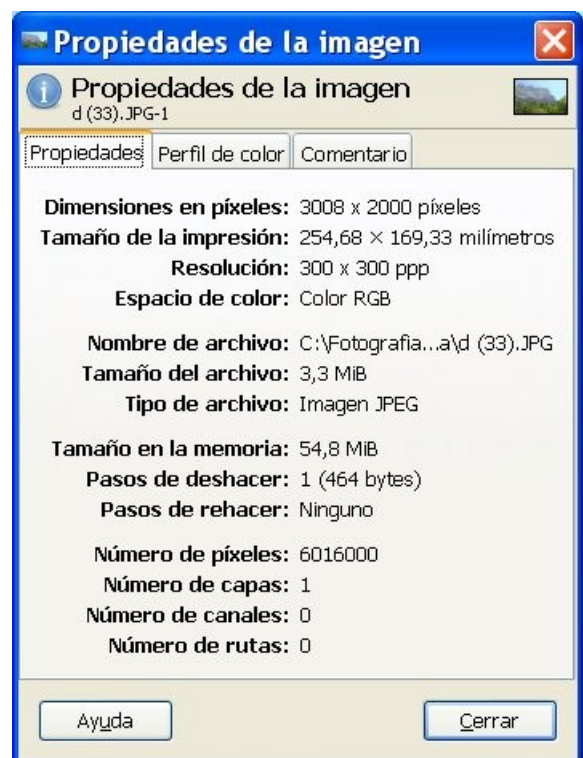 Propiedades de la imagen
Propiedades de la imagen
d (33).JPG-1
Propiedades Perfil de color Comentario
Dimensiones en píxeles: 3008 x 2000 píxeles
Tamaño de la impresión: 254,68 × 169,33 milímetros
Resolución: 300 x 300 ppp
Espacio de color: Color RGB
Nombre de archivo: C:\Fotografia...a\d (33).JPG
Tamaño del archivo: 3,3 MiB
Tipo de archivo: Imagen JPEG
Tamaño en la memoria: 54,8 MiB
Pasos de deshacer: 1 (464 bytes)
Pasos de rehacer: Ninguno
Número de píxeles: 6016000
Número de capas: 1
Número de canales: 0
Número de rutas: 0
Ayuda Cerrar